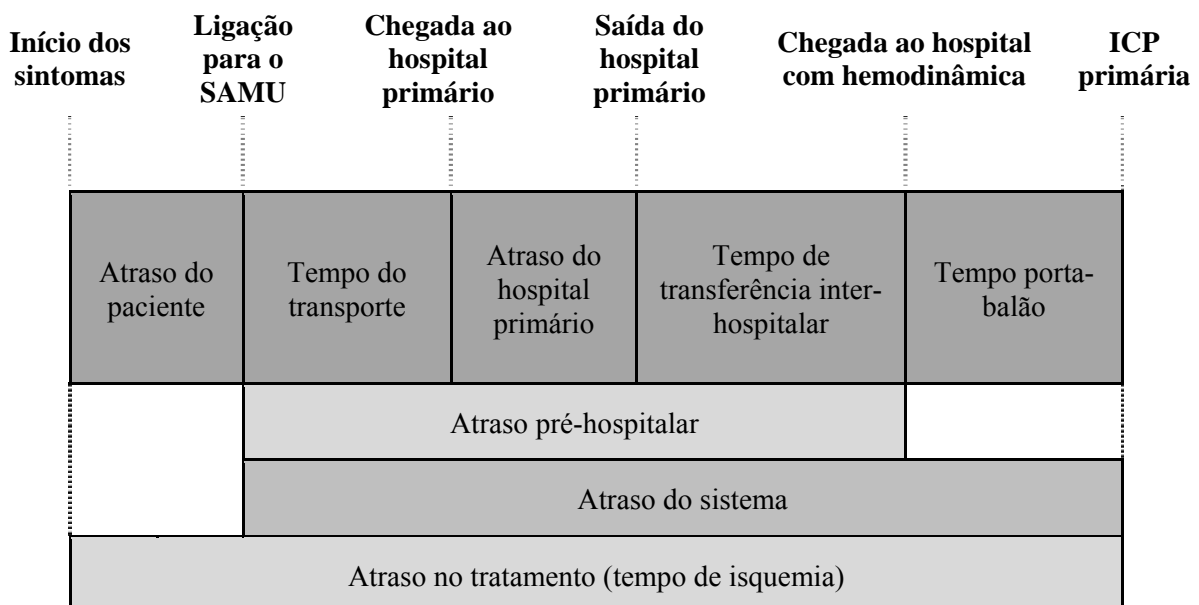 Início dos
sintomas
Ligação
para o
SAMU
Chegada ao
hospital
primário
Saída do
hospital
primário
Chegada ao hospital
com hemodinâmica
ICP
primária
Atraso do
paciente
Tempo do
transporte
Atraso do
hospital
primário
Tempo de
transferência inter-
hospitalar
Tempo porta-
balão
Atraso pré-hospitalar
Atraso do sistema
Atraso no tratamento (tempo de isquemia)